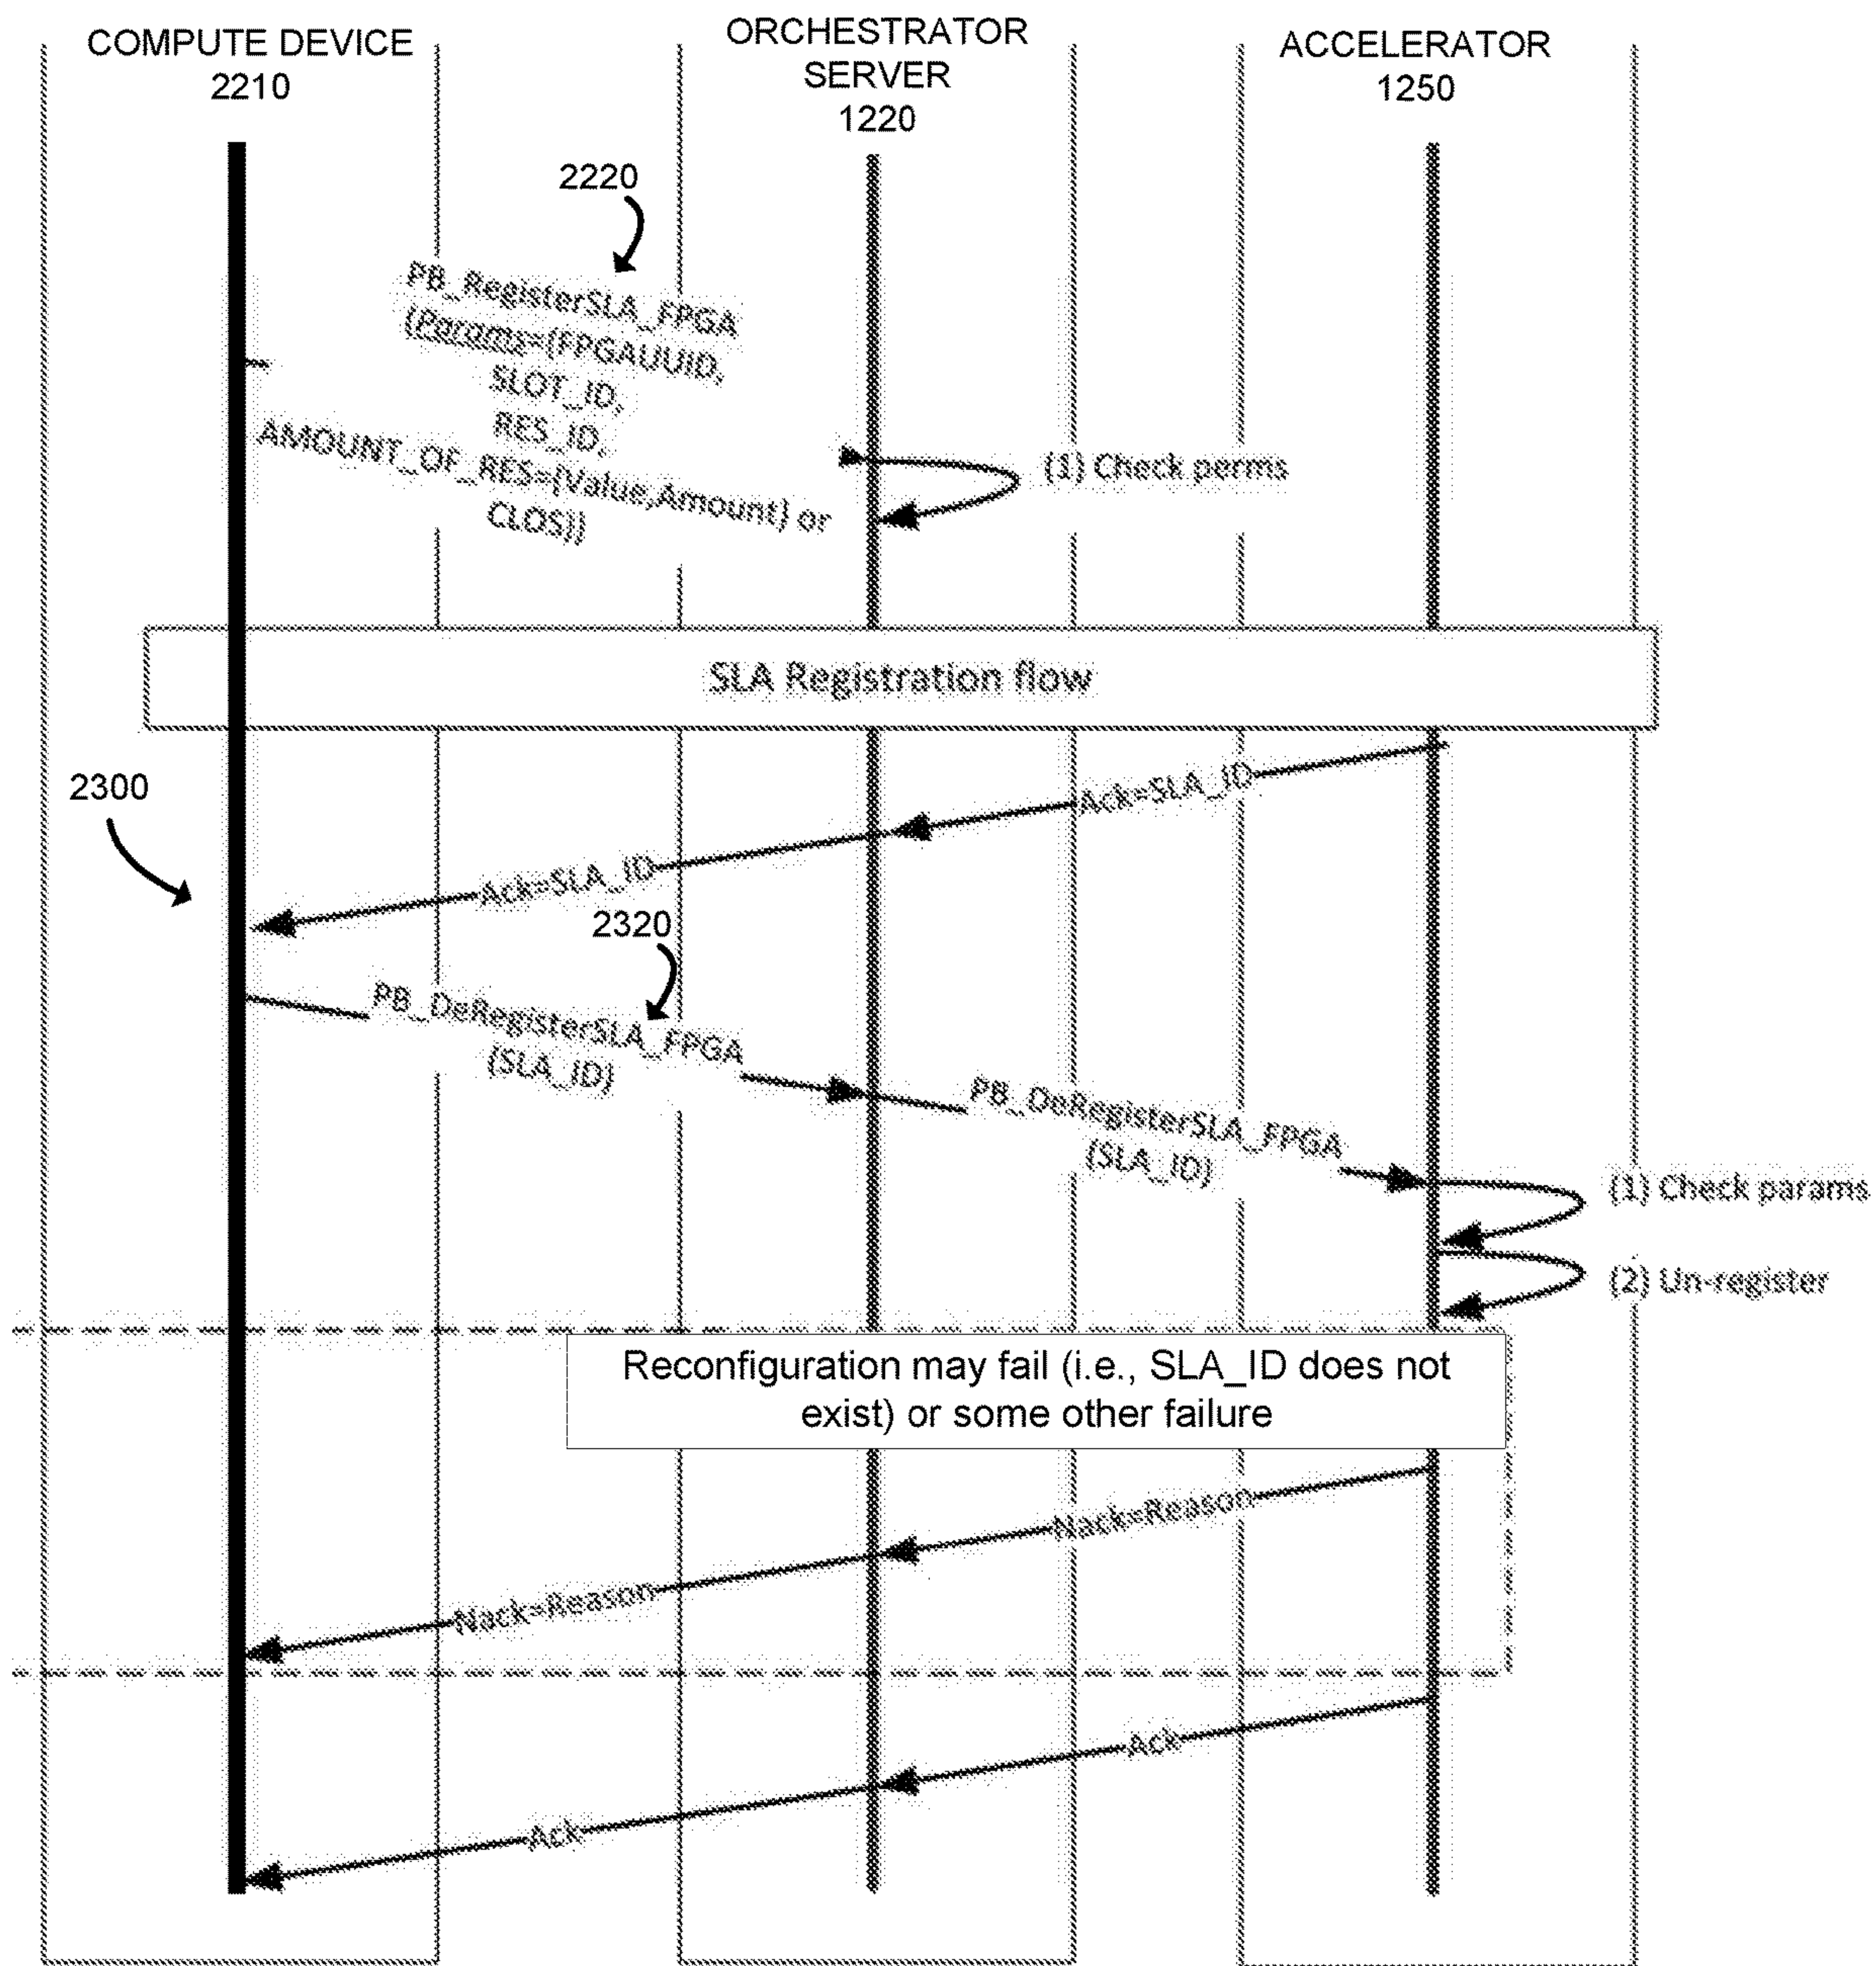 COMPUTE DEVICE
2210
ORCHESTRATOR
SERVER
1220
ACCELERATOR
1250
2220
PB_RegisterSLA_FPGA
(Params={FPGAUUID,
SLOT_ID,
RES_ID,
AMOUNT_OF_RES={Value,Amount} or
CLOS})
(1) Check perms
SLA Registration flow
Ack=SLA_ID
2300
Ack=SLA_ID
2320
PB_DeRegisterSLA_FPGA
(SLA_ID)
PB_DeRegisterSLA_FPGA
(SLA_ID)
(1) Check params
(2) Un-register
Reconfiguration may fail (i.e., SLA_ID does not
exist) or some other failure
Nack=Reason
Nack=Reason
Ack
Ack